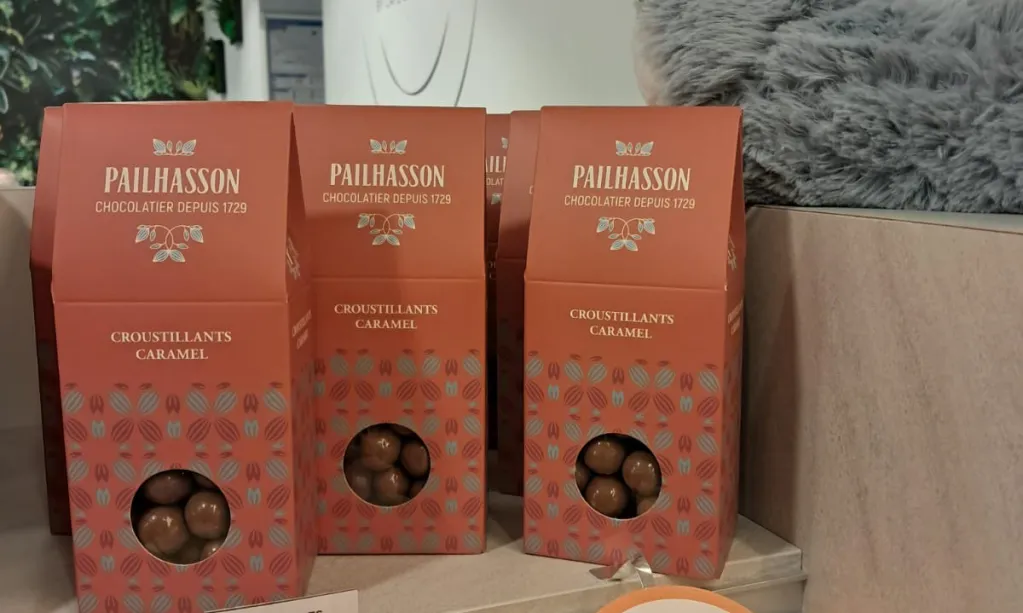 PAILHASSON
CHOCOLATIER DEPUIS 1729
CROUSTILLANTS
CARAMEL
PAILHASSON
CHOCOLATIER DEPUIS 1729
CROUSTILLANTS
CARAMEL
PAILHASSON
CHOCOLATIER DEPUIS 1729
CROUSTILLANTS
CARAMEL